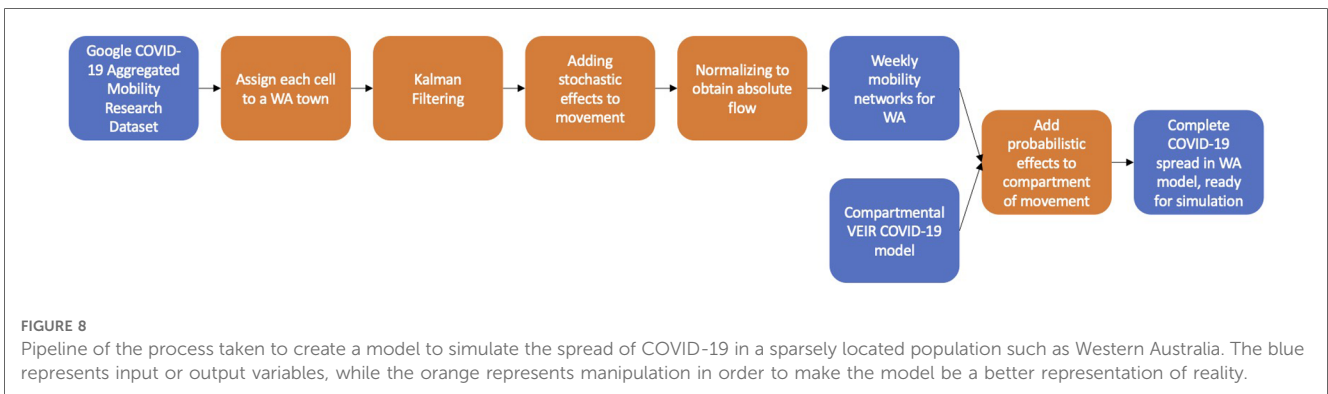 Google COVID-
19 Aggregated
Mobility
Research
Dataset
Assign each cell
to a WA town
Kalman
Filtering
Adding
stochastic
effects to
movement
Normalizing to
obtain absolute
flow
Weekly
mobility
networks for
WA
Compartmental
VEIR COVID-19
model
Add
probabilistic
effects to
compartment
of movement
Complete
COVID-19
spread in WA
model, ready
for simulation
FIGURE 8
Pipeline of the process taken to create a model to simulate the spread of COVID-19 in a sparsely located population such as Western Australia. The blue
represents input or output variables, while the orange represents manipulation in order to make the model be a better representation of reality.